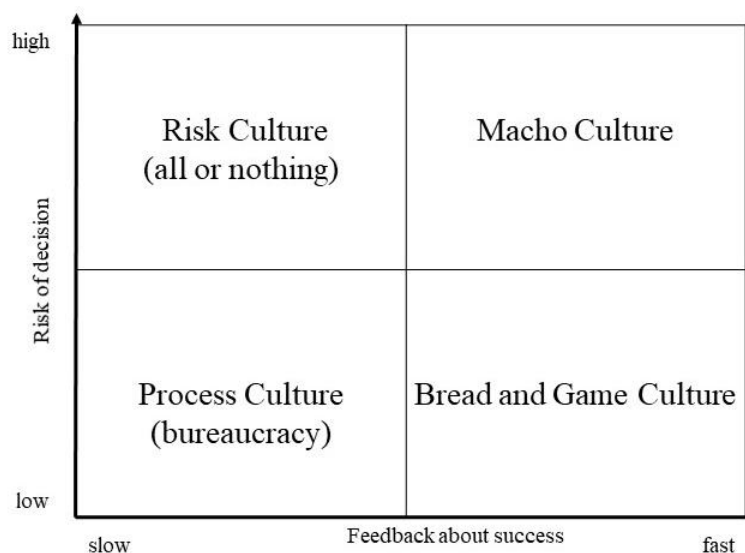 high
Risk Culture
(all or nothing)
Macho Culture
Risk of decision
Process Culture
(bureaucracy)
Bread and Game Culture
low
slow
Feedback about success
fast